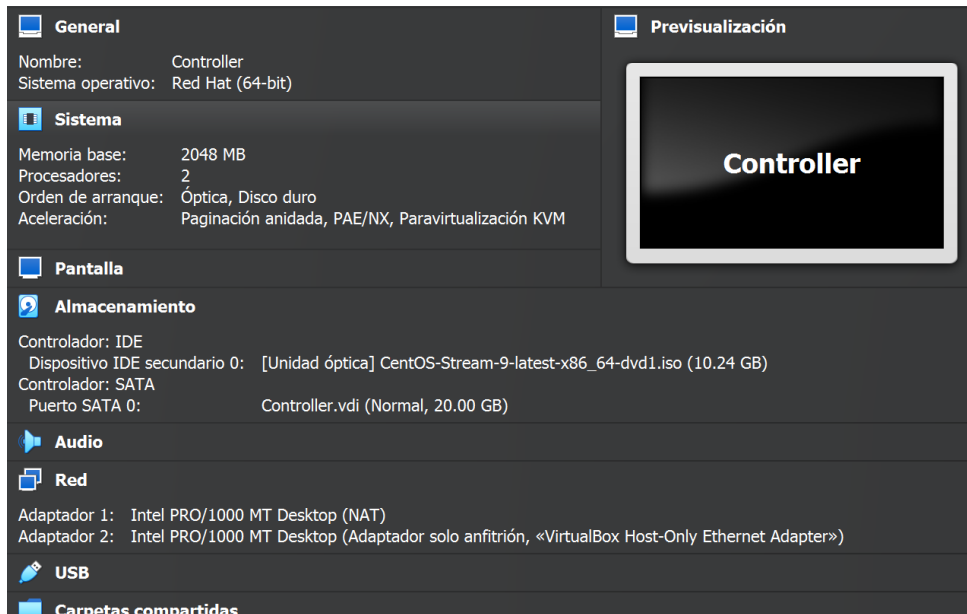 General
Nombre: Controller
Sistema operativo: Red Hat (64-bit)
Previsualización
Controller
Sistema
Memoria base: 2048 MB
Procesadores: 2
Orden de arranque: Óptica, Disco duro
Aceleración: Paginación anidada, PAE/NX, Paravirtualización KVM
Pantalla
Almacenamiento
Controlador: IDE
Dispositivo IDE secundario 0: [Unidad óptica] CentOS-Stream-9-latest-x86_64-dvd1.iso (10.24 GB)
Controlador: SATA
Puerto SATA 0: Controller.vdi (Normal, 20.00 GB)
Audio
Red
Adaptador 1: Intel PRO/1000 MT Desktop (NAT)
Adaptador 2: Intel PRO/1000 MT Desktop (Adaptador solo anfitrión, «VirtualBox Host-Only Ethernet Adapter»)
USB
Carpetas compartidas